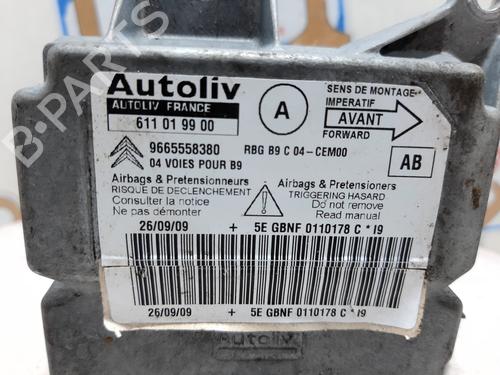 Autoliv
AUTOLIV FRANCE
611 01 99 00
A
SENS DE MONTAGE
IMPERATIF
AVANT
FORWARD
9665558380 RBG B9 C 04-CEM00
04 VOIES POUR B9
AB
Airbags & Pretensionneurs
RISQUE DE DECLENCHEMENT
Consulter la notice
Ne pas démonter
Airbags & Pretensioners
TRIGGERING HASARD
Do not remove
Read manual
26/09/09 + 5E GBNF 0110178 C * I9
26/09/09 + 5E GBNF 0110178 C * I9
Autoliv
B-PARTS